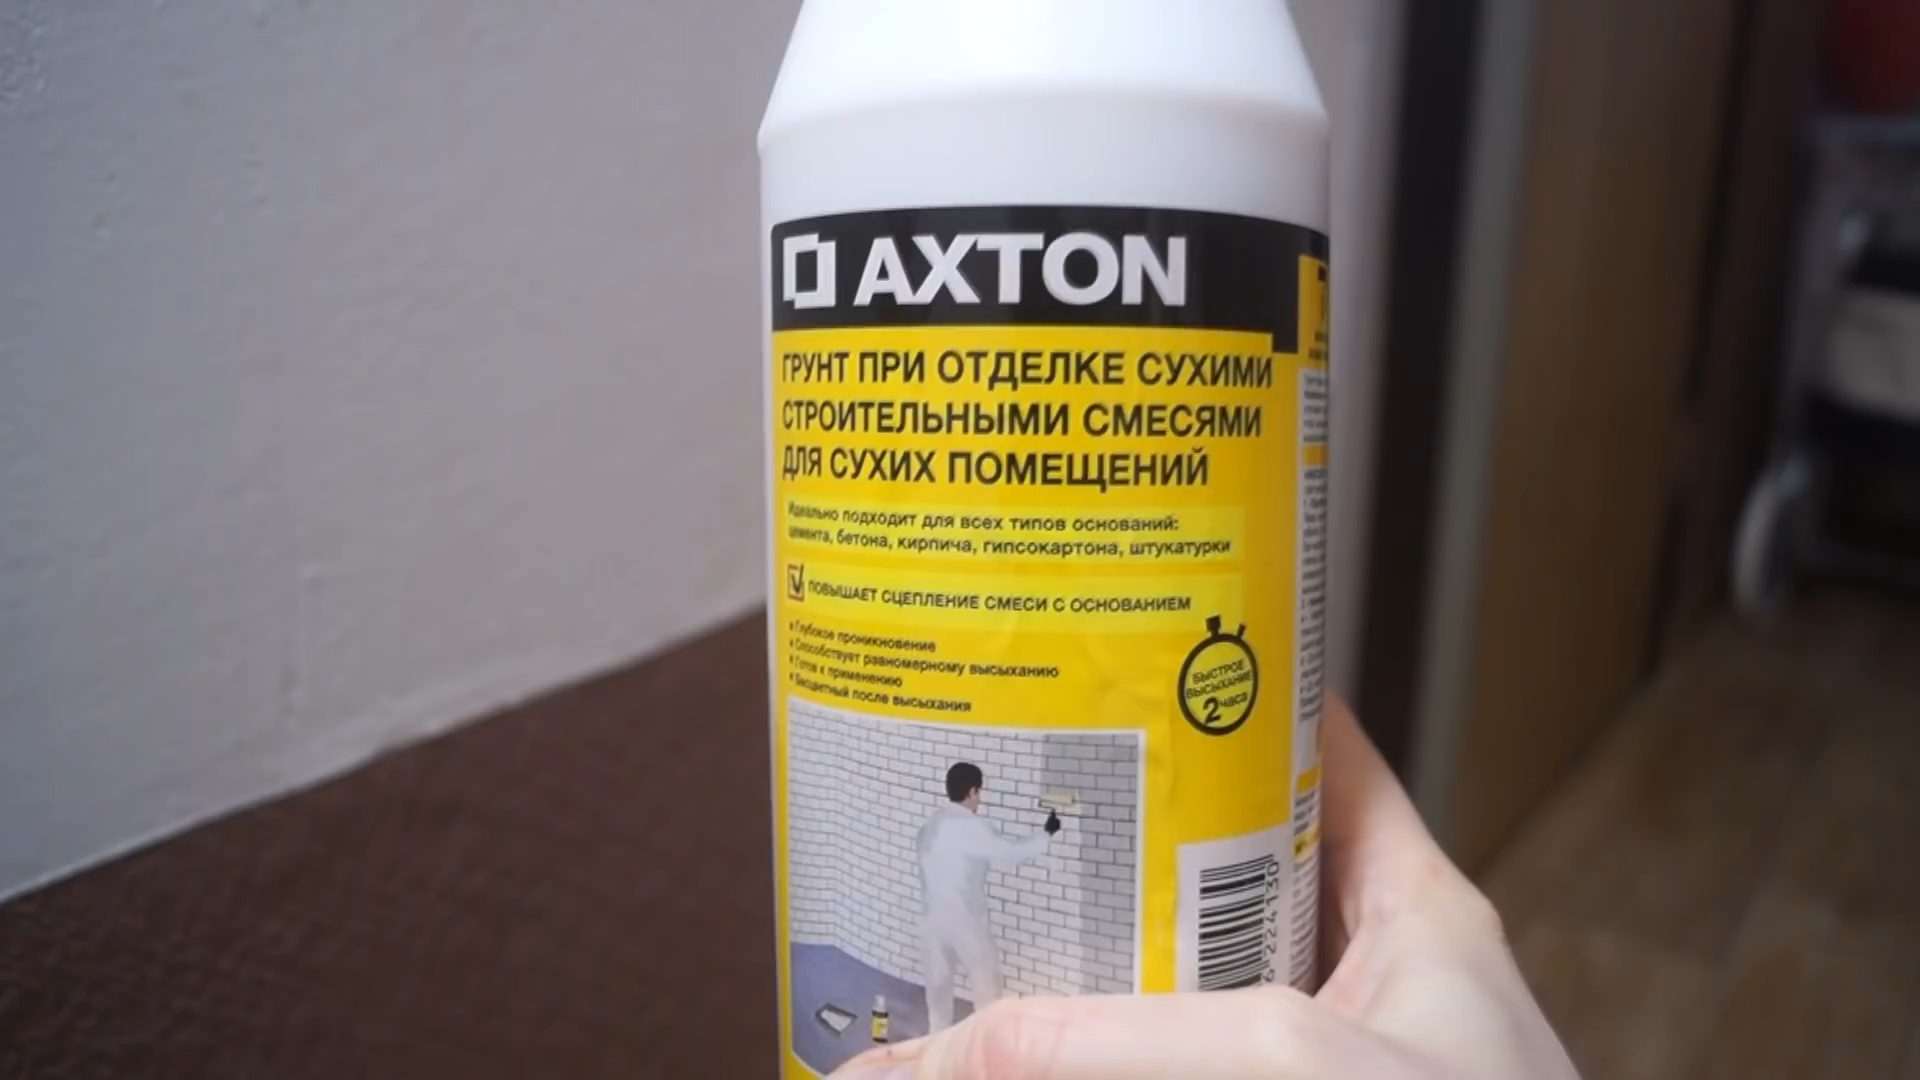 AXTON
ГРУНТ ПРИ ОТДЕЛКЕ СУХИМИ
СТРОИТЕЛЬНЫМИ СМЕСЯМИ
ДЛЯ СУХИХ ПОМЕЩЕНИЙ
Идеально подходит для всех типов оснований:
цемента, бетона, кирпича, гипсокартона, штукатурки
ПОВЫШАЕТ СЦЕПЛЕНИЕ СМЕСИ С ОСНОВАНИЕМ
• Глубокое проникновение
• Способствует равномерному высыханию
• Готов к применению
• Бесцветный после высыхания
БЫСТРОЕ
ВЫСЫХАНИЕ
2 часа
6224130